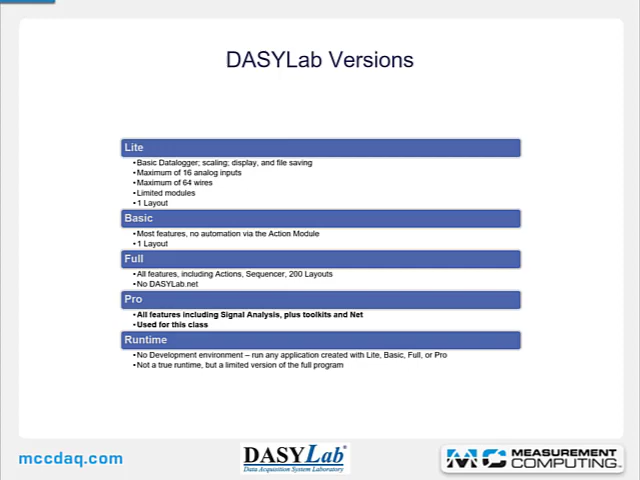 DASYLab Versions
Lite
•Basic Datalogger; scaling; display, and file saving
•Maximum of 16 analog inputs
•Maximum of 64 wires
•Limited modules
•1 Layout
Basic
•Most features, no automation via the Action Module
•1 Layout
Full
•All features, including Actions, Sequencer, 200 Layouts
•No DASYLab.net
Pro
•All features including Signal Analysis, plus toolkits and Net
•Used for this class
Runtime
•No Development environment – run any application created with Lite, Basic, Full, or Pro
•Not a true runtime, but a limited version of the full program
mccdaq.com
DASYLab®
Data Acquisition System Laboratory
MC MEASUREMENT
COMPUTING™